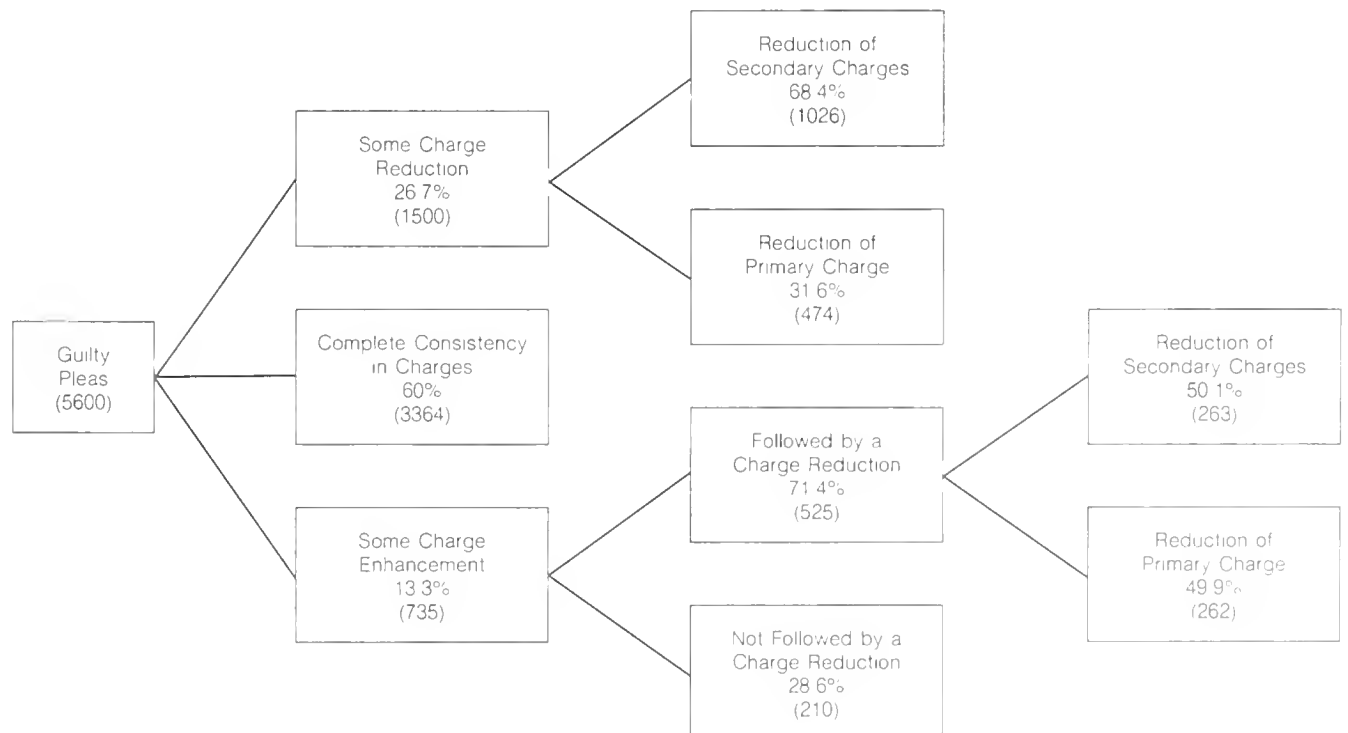 Guilty
Pleas
(5600)
Some Charge
Reduction
26.7%
(1500)
Complete Consistency
in Charges
60%
(3364)
Some Charge
Enhancement
13.3%
(735)
Reduction of
Secondary Charges
68.4%
(1026)
Reduction of
Primary Charge
31.6%
(474)
Followed by a
Charge Reduction
71.4%
(525)
Not Followed by a
Charge Reduction
28.6%
(210)
Reduction of
Secondary Charges
50.1%
(263)
Reduction of
Primary Charge
49.9%
(262)